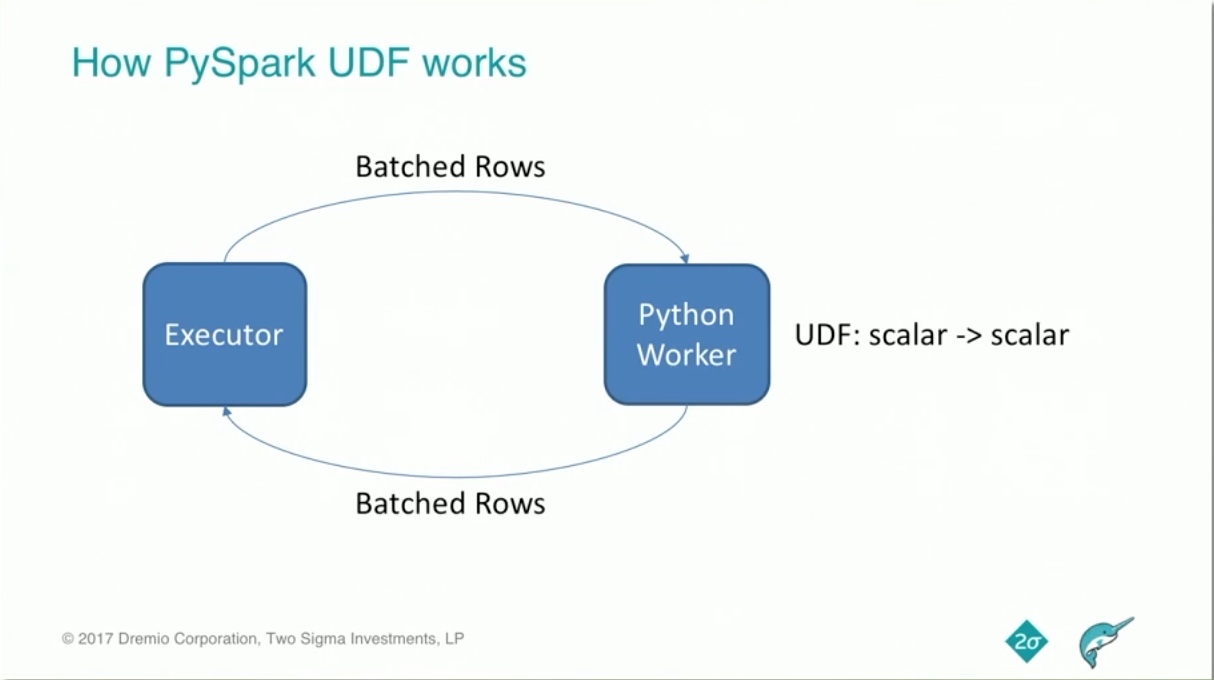 How PySpark UDF works
Batched Rows
Executor
Python
Worker
UDF: scalar -> scalar
Batched Rows
© 2017 Dremio Corporation, Two Sigma Investments, LP
2σ